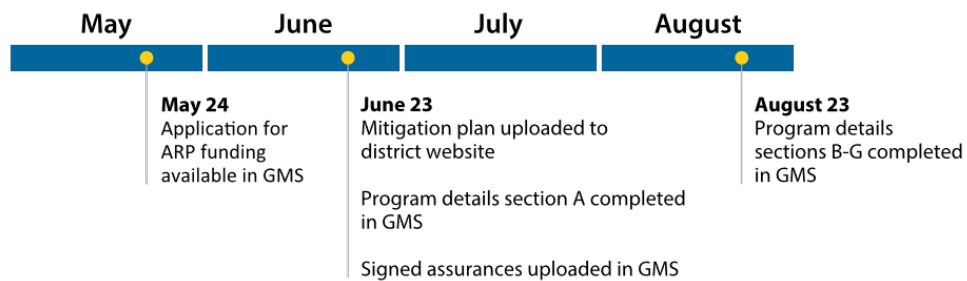 May
June
July
August
May 24
Application for
ARP funding
available in GMS
June 23
Mitigation plan uploaded to
district website
Program details section A completed
in GMS
Signed assurances uploaded in GMS
August 23
Program details
sections B-G completed
in GMS